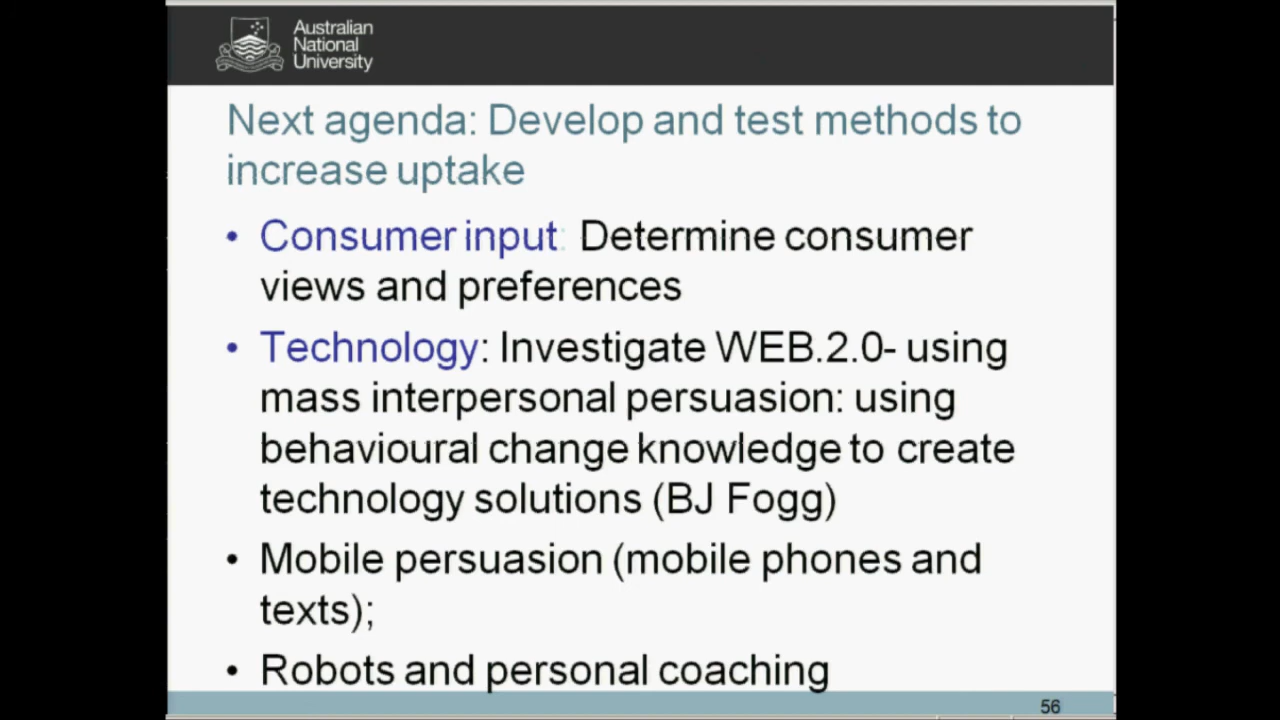 Australian
National
University
Next agenda: Develop and test methods to
increase uptake
• Consumer input: Determine consumer
views and preferences
• Technology: Investigate WEB.2.0- using
mass interpersonal persuasion: using
behavioural change knowledge to create
technology solutions (BJ Fogg)
• Mobile persuasion (mobile phones and
texts);
• Robots and personal coaching
56